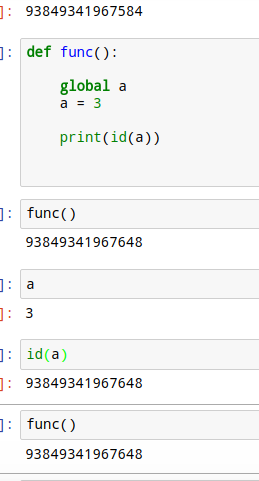 ]: 93849341967584
]: def func():
global a
a = 3
print(id(a))
]: func()
93849341967648
]: a
]: 3
]: id(a)
]: 93849341967648
]: func()
93849341967648